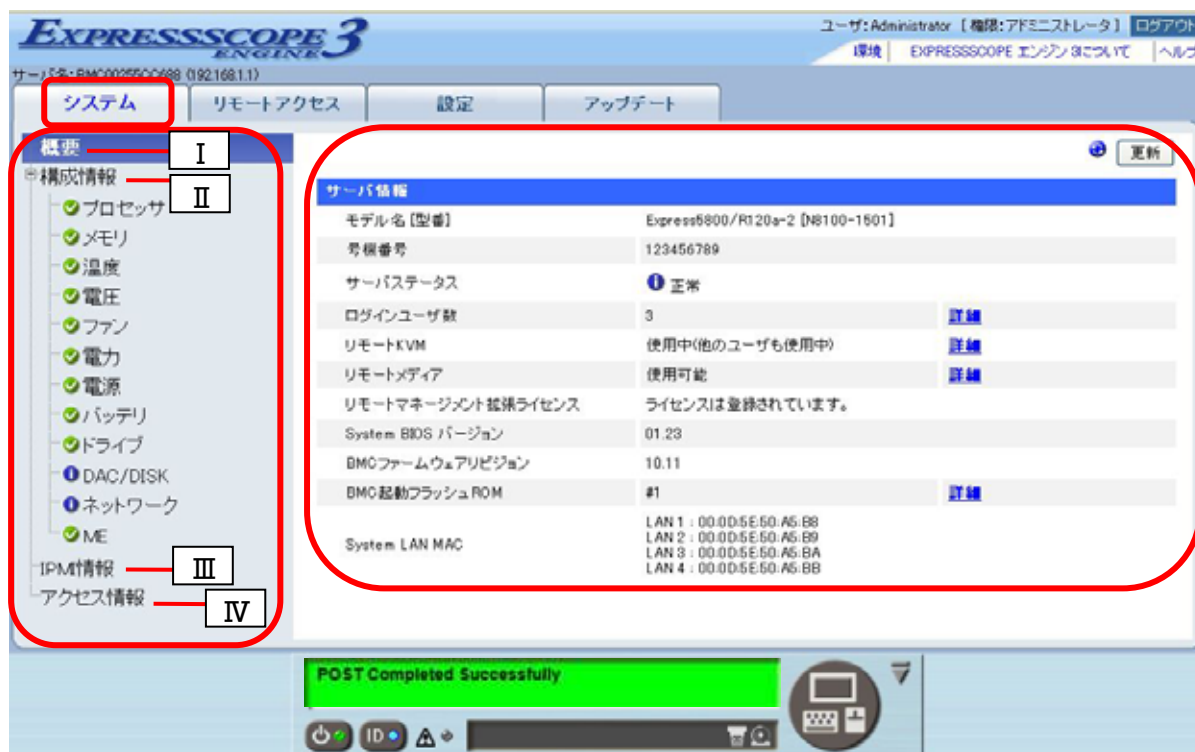 EXPRESSSCOPE
ENGINE 3
ユーザ:Administrator [権限:アドミニストレータ] ログアウト
環境 EXPRESSSCOPE エンジン 3について ヘルプ
(192.168.1.1)
システム リモートアクセス 設定 アップデート
概要
Ⅰ
構成情報
Ⅱ
プロセッサ
メモリ
温度
電圧
ファン
電力
電源
バッテリ
ドライブ
DAC/DISK
ネットワーク
ME
IPMI情報
Ⅲ
アクセス情報
Ⅳ
更新
サーバ情報
モデル名 [型番] Express5800/R120a-2 [N8100-1501]
号機番号 123456789
サーバステータス 正常
ログインユーザ数 3 詳細
リモートKVM 使用中(他のユーザも使用中) 詳細
リモートメディア 使用可能 詳細
リモートマネージメント拡張ライセンス ライセンスは登録されています。
System BIOS バージョン 01.23
BMCファームウェアリビジョン 10.11
BMC起動フラッシュROM #1 詳細
System LAN MAC
LAN 1 : 00:0D:5E:50:A5:B8
LAN 2 : 00:0D:5E:50:A5:B9
LAN 3 : 00:0D:5E:50:A5:BA
LAN 4 : 00:0D:5E:50:A5:BB
POST Completed Successfully
ID